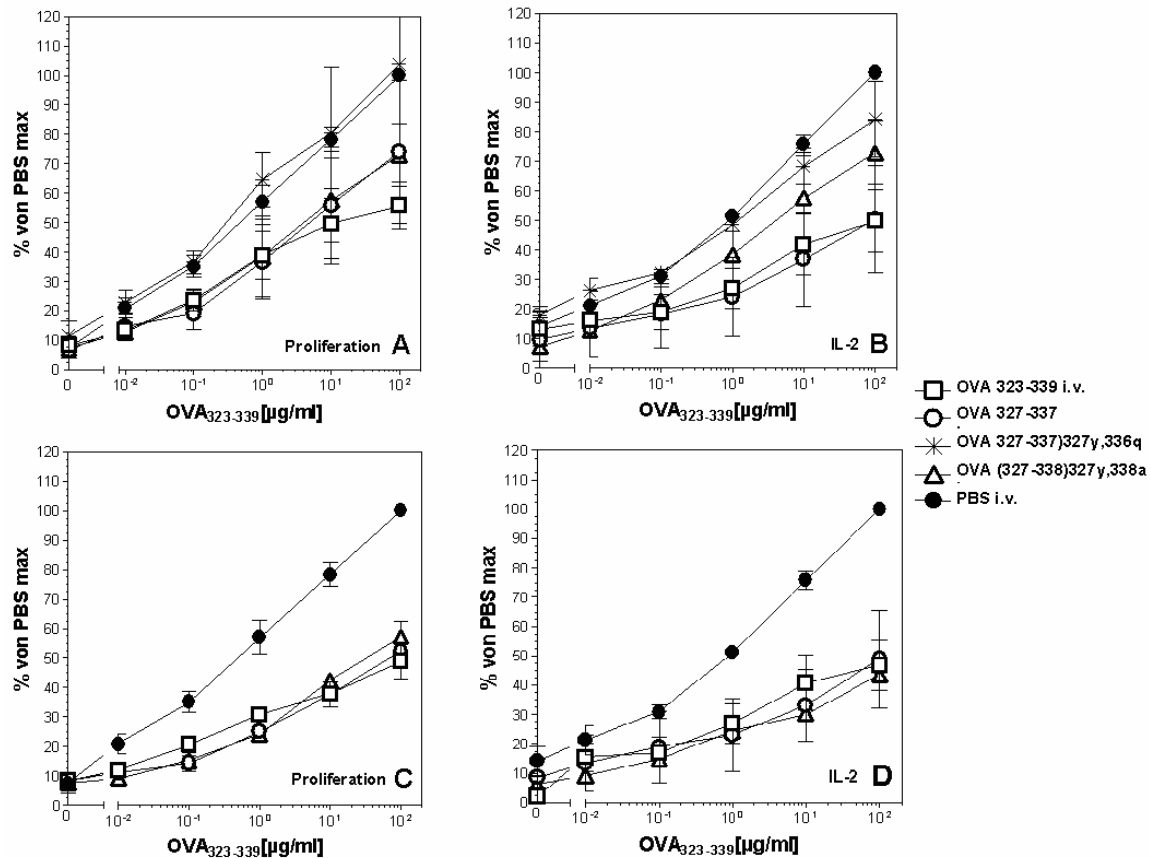 120
110
100
90
80
70
60
50
40
30
20
10
0
% von PBS max
Proliferation A
0 10⁻² 10⁻¹ 10⁰ 10¹ 10²
OVA₃₂₃₋₃₃₉[µg/ml]
120
110
100
90
80
70
60
50
40
30
20
10
0
% von PBS max
IL-2 B
0 10⁻² 10⁻¹ 10⁰ 10¹ 10²
OVA₃₂₃₋₃₃₉[µg/ml]
OVA 323-339 i.v.
OVA 327-337
OVA 327-337)327y,336q
OVA (327-338)327y,338a
PBS i.v.
120
100
80
60
40
20
0
% von PBS max
Proliferation C
0 10⁻² 10⁻¹ 10⁰ 10¹ 10²
OVA₃₂₃₋₃₃₉[µg/ml]
120
110
100
90
80
70
60
50
40
30
20
10
0
% von PBS max
IL-2 D
0 10⁻² 10⁻¹ 10⁰ 10¹ 10²
OVA₃₂₃₋₃₃₉[µg/ml]